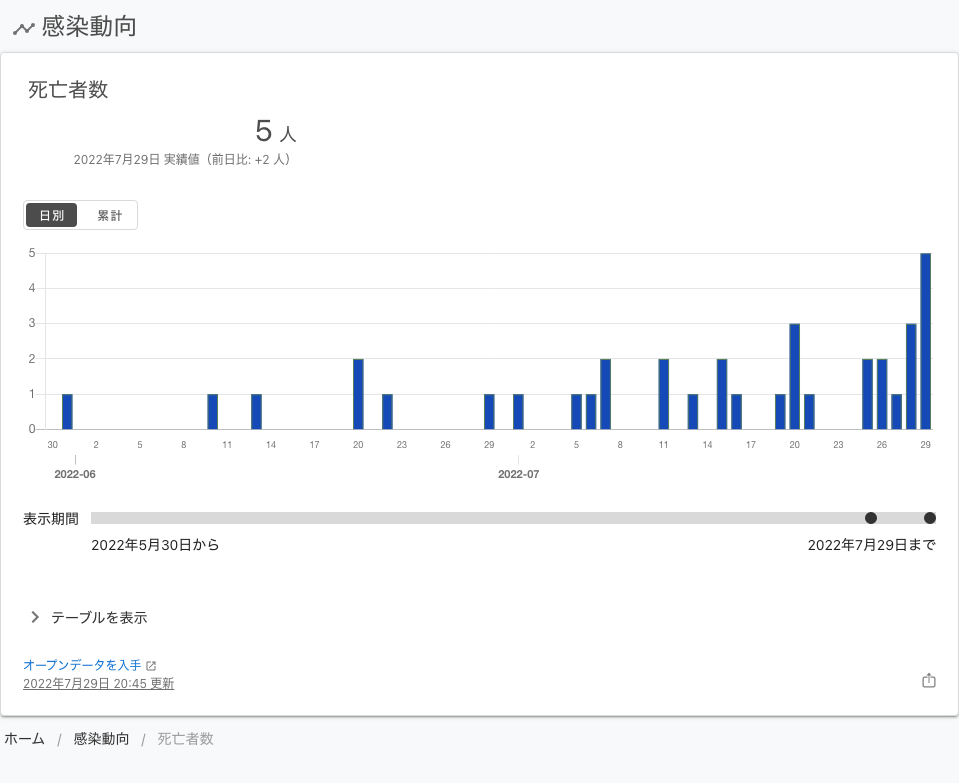 感染動向
死亡者数
5 人
2022年7月29日 実績値（前日比: +2 人）
日別 累計
5
4
3
2
1
0
30 2 5 8 11 14 17 20 23 26 29 2 5 8 11 14 17 20 23 26 29
2022-06 2022-07
表示期間
2022年5月30日から 2022年7月29日まで
テーブルを表示
オープンデータを入手
2022年7月29日 20:45 更新
ホーム / 感染動向 / 死亡者数